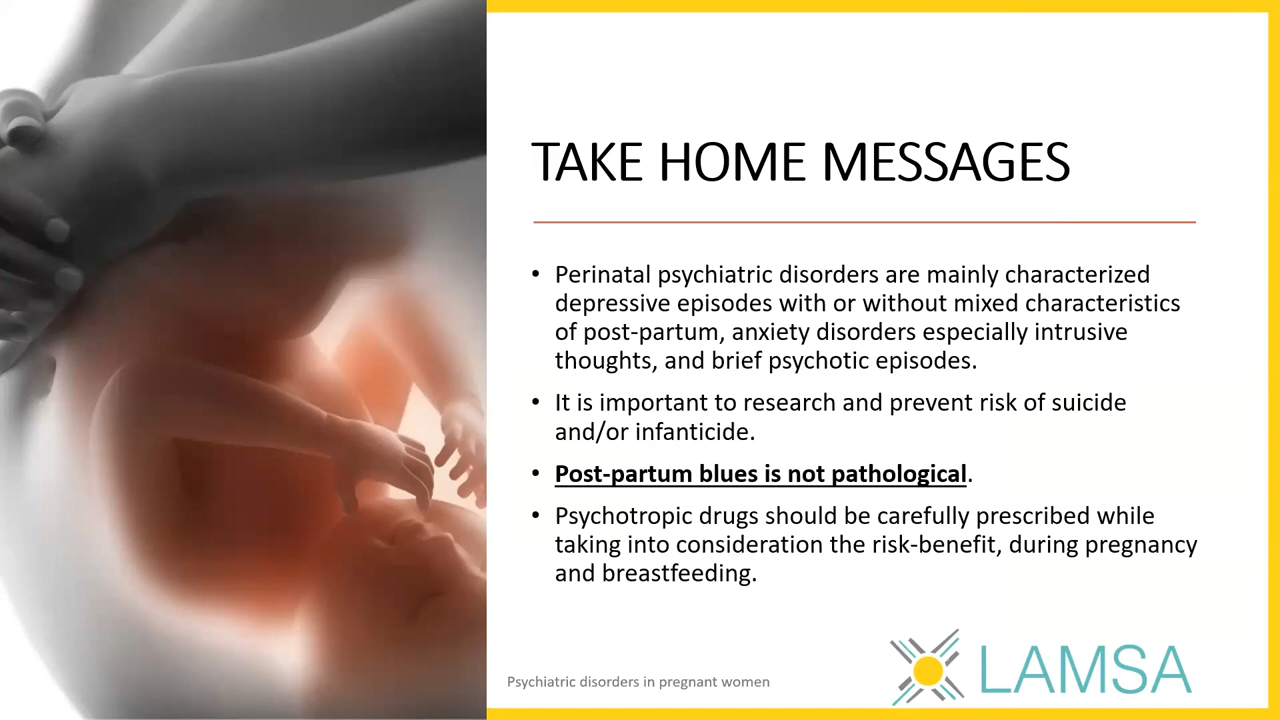 TAKE HOME MESSAGES
• Perinatal psychiatric disorders are mainly characterized
depressive episodes with or without mixed characteristics
of post-partum, anxiety disorders especially intrusive
thoughts, and brief psychotic episodes.
• It is important to research and prevent risk of suicide
and/or infanticide.
• Post-partum blues is not pathological.
• Psychotropic drugs should be carefully prescribed while
taking into consideration the risk-benefit, during pregnancy
and breastfeeding.
Psychiatric disorders in pregnant women
LAMSA